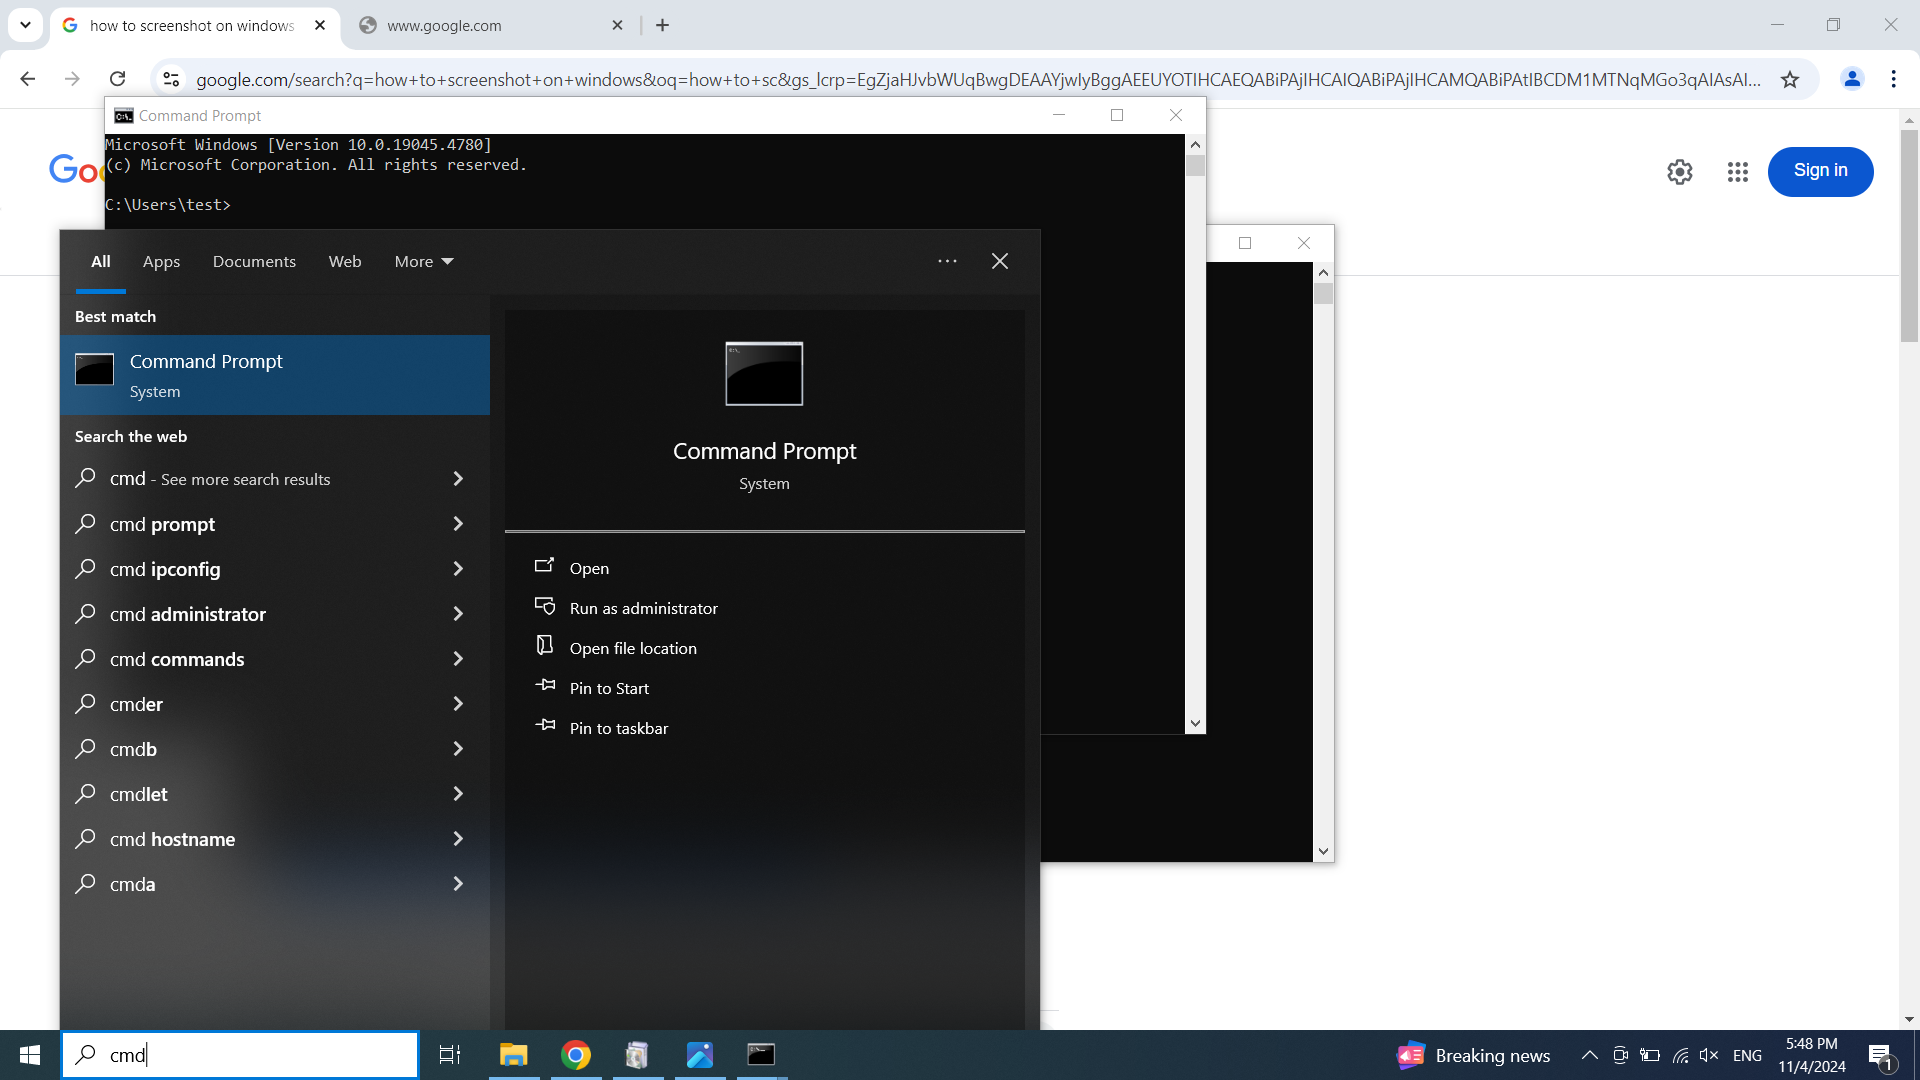 how to screenshot on windows
www.google.com
google.com/search?q=how+to+screenshot+on+windows&oq=how+to+sc&gs_lcrp=EgZjaHJvbWUqBwgDEAAYjwIyBggAEEUYOTIHCAEQABiPAjIHCAIQABiPAjIHCAMQABiPAtIBCDM1MTNqMGo3qAIAsAI...
Command Prompt
Microsoft Windows [Version 10.0.19045.4780]
(c) Microsoft Corporation. All rights reserved.
Sign in
C:\Users\test>
All Apps Documents Web More
Best match
Command Prompt
System
Search the web
cmd - See more search results
cmd prompt
cmd ipconfig
cmd administrator
cmd commands
cmder
cmdb
cmdlet
cmd hostname
cmda
Command Prompt
System
Open
Run as administrator
Open file location
Pin to Start
Pin to taskbar
cmd
Breaking news
ENG
5:48 PM
11/4/2024
1